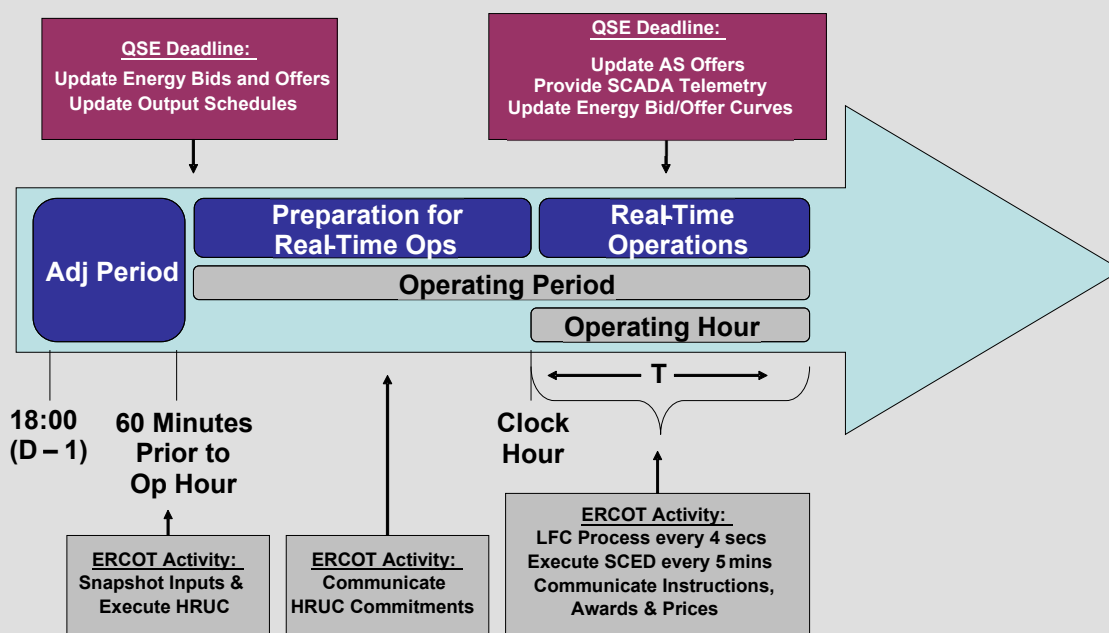 QSE Deadline:
Update Energy Bids and Offers
Update Output Schedules
QSE Deadline:
Update AS Offers
Provide SCADA Telemetry
Update Energy Bid/Offer Curves
Adj Period
Preparation for
Real-Time Ops
Real-Time
Operations
Operating Period
Operating Hour
T
18:00
(D – 1)
60 Minutes
Prior to
Op Hour
Clock
Hour
ERCOT Activity:
Snapshot Inputs &
Execute HRUC
ERCOT Activity:
Communicate
HRUC Commitments
ERCOT Activity:
LFC Process every 4 secs
Execute SCED every 5 mins
Communicate Instructions,
Awards & Prices